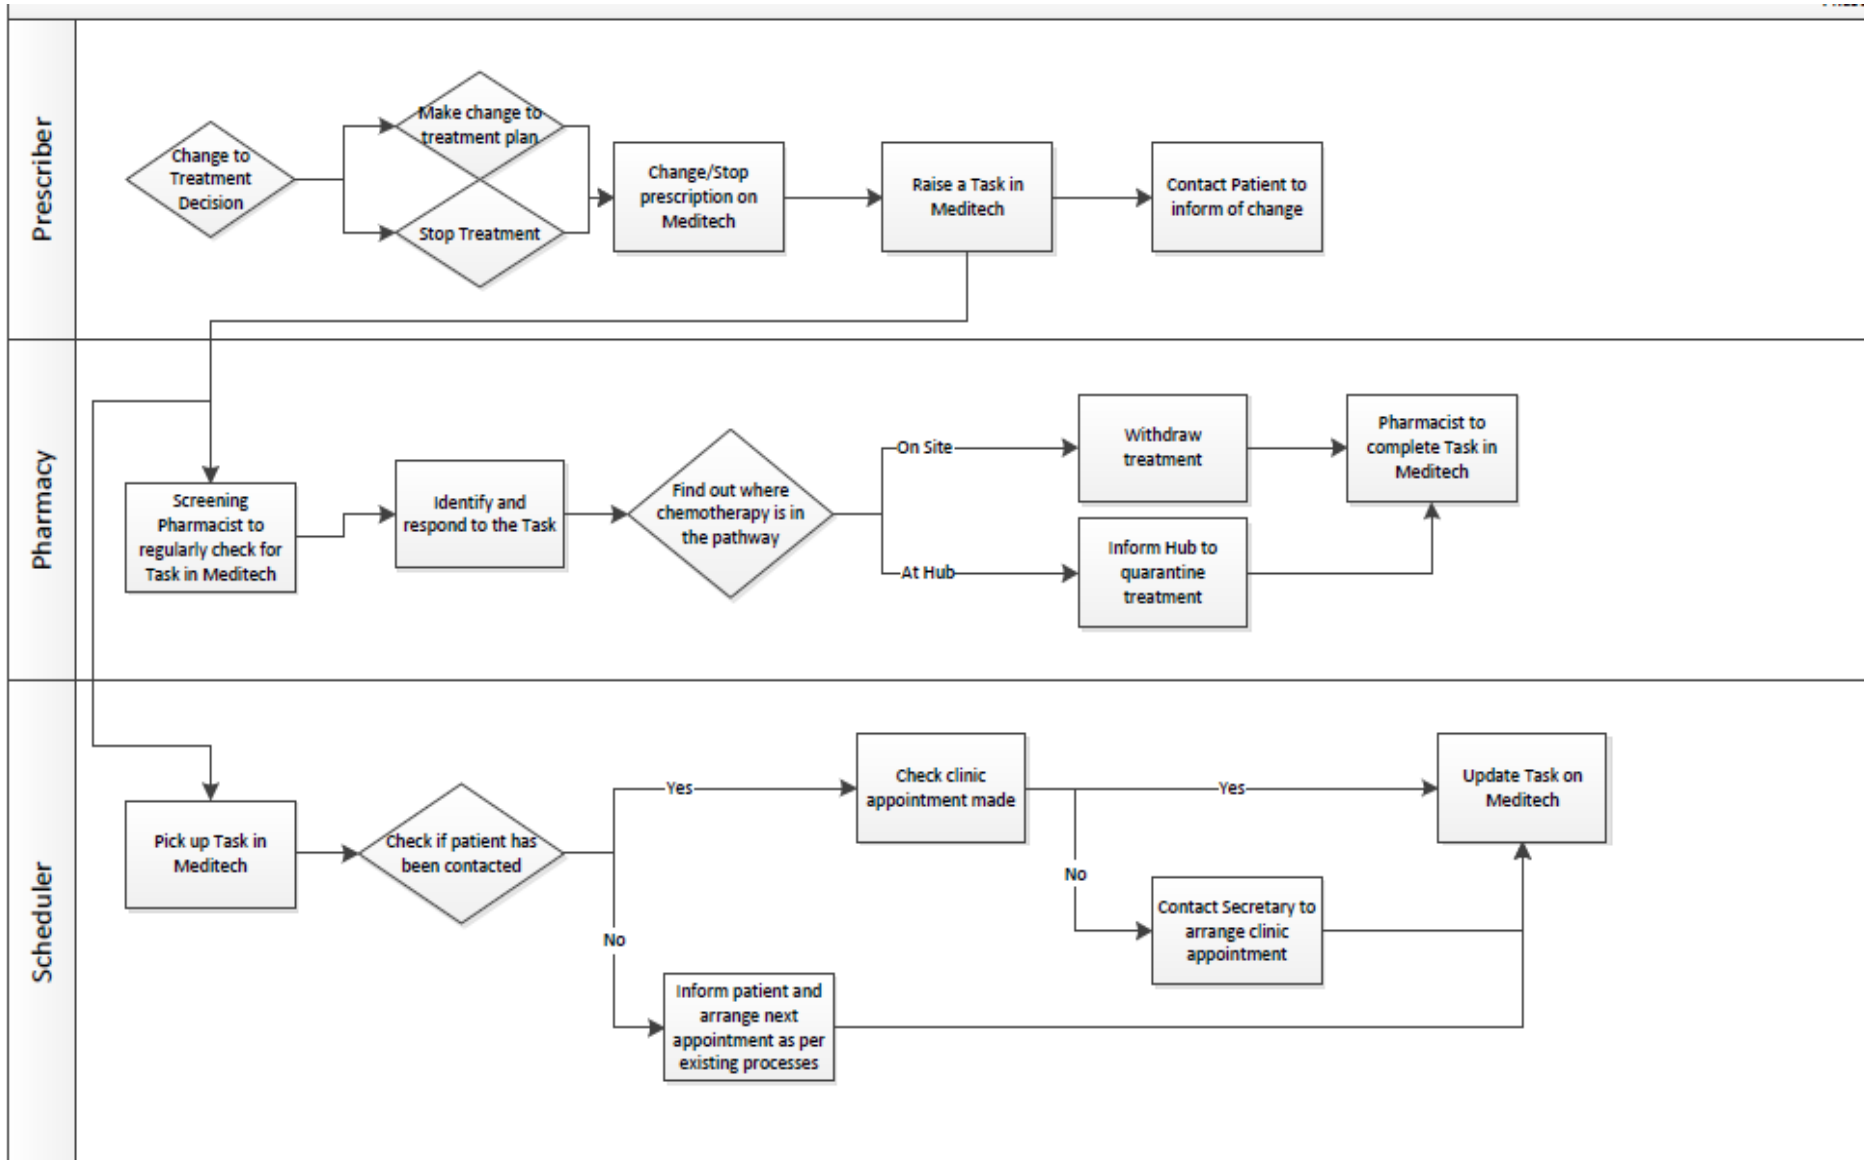 Prescriber
Change to
Treatment
Decision
Make change to
treatment plan
Stop Treatment
Change/Stop
prescription on
Meditech
Raise a Task in
Meditech
Contact Patient to
inform of change
Pharmacy
Screening
Pharmacist to
regularly check for
Task in Meditech
Identify and
respond to the Task
Find out where
chemotherapy is in
the pathway
On Site
At Hub
Withdraw
treatment
Inform Hub to
quarantine
treatment
Pharmacist to
complete Task in
Meditech
Scheduler
Pick up Task in
Meditech
Check if patient has
been contacted
Yes
No
Check clinic
appointment made
Inform patient and
arrange next
appointment as per
existing processes
Yes
No
Contact Secretary to
arrange clinic
appointment
Update Task on
Meditech